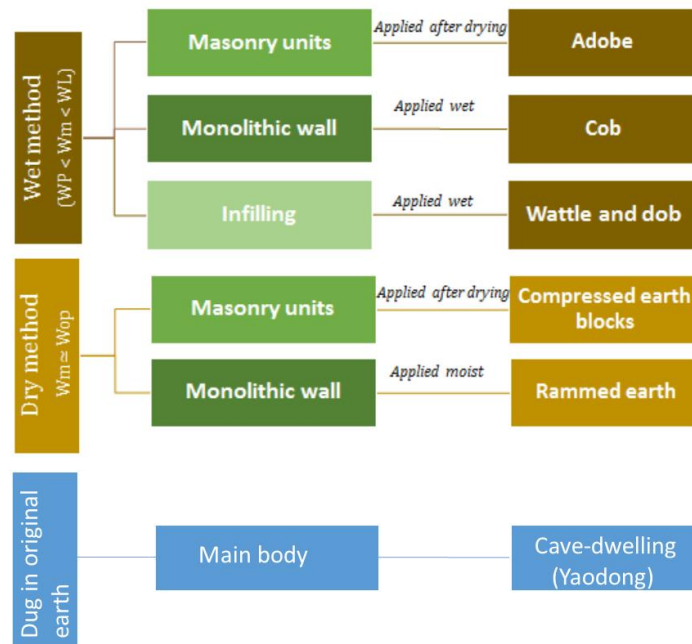 Wet method
(WP < Wm < WL)
Masonry units
Applied after drying
Adobe
Monolithic wall
Applied wet
Cob
Infilling
Applied wet
Wattle and dob
Dry method
Wm≃ Wop
Masonry units
Applied after drying
Compressed earth
blocks
Monolithic wall
Applied moist
Rammed earth
Dug in original
earth
Main body
Cave-dwelling
(Yaodong)